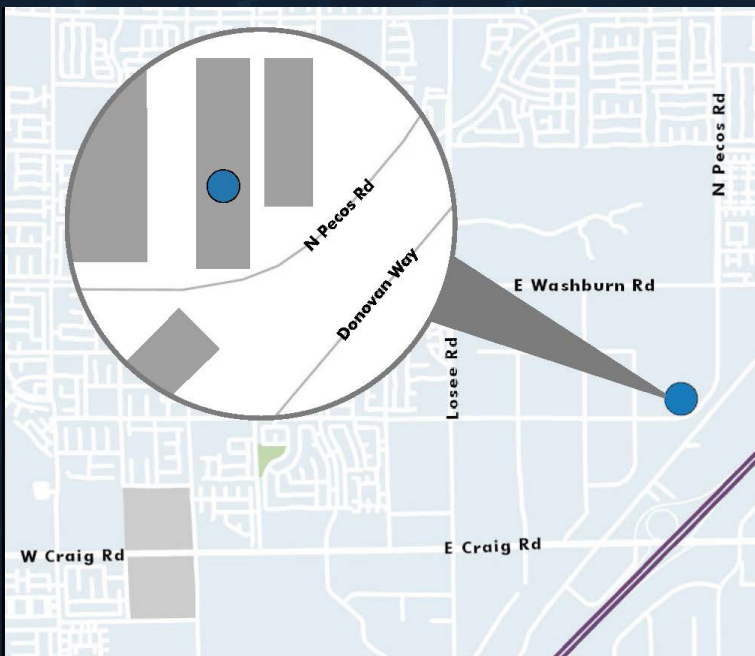 N Pecos Rd
N Pecos Rd
Donovan Way
E Washburn Rd
Losee Rd
W Craig Rd
E Craig Rd